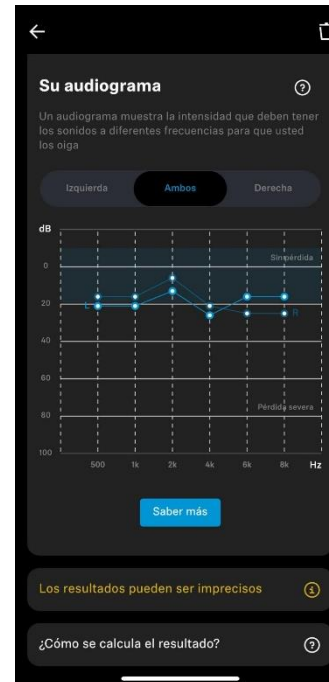 Su audiograma
Un audiograma muestra la intensidad que deben tener
los sonidos a diferentes frecuencias para que usted
los oiga
Izquierda Ambos Derecha
dB
Sin pérdida
0
20
L
R
40
60
80
Pérdida severa
100
500 1k 2k 4k 6k 8k Hz
Saber más
Los resultados pueden ser imprecisos
¿Cómo se calcula el resultado?